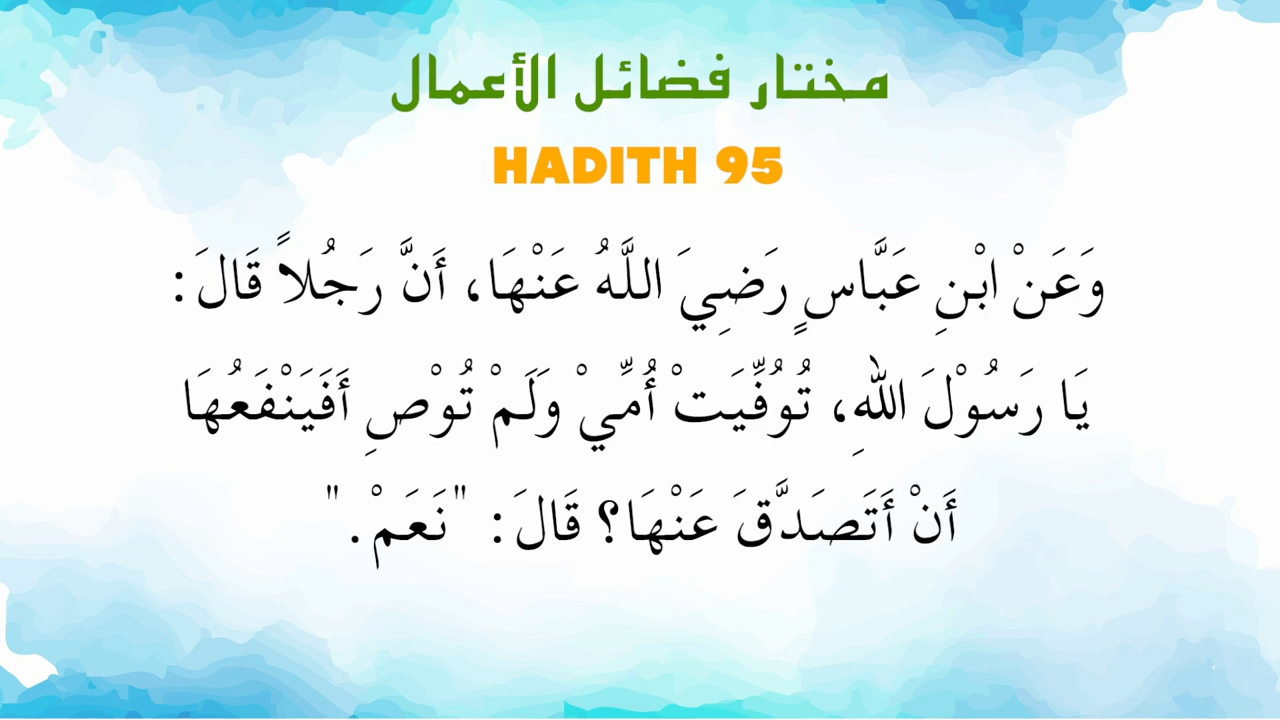 مختار فضائل الأعمال
HADITH 95
وَعَنْ ابْنِ عَبَّاسٍ رَضِيَ اللَّهُ عَنْهَا، أَنَّ رَجُلاً قَالَ:
يَا رَسُوْلَ اللهِ، تُوُفِّيَتْ أُمِّيْ وَلَمْ تُوْصِ أَفَيَنْفَعُهَا
أَنْ أَتَصَدَّقَ عَنْهَا؟ قَالَ: "نَعَمْ."